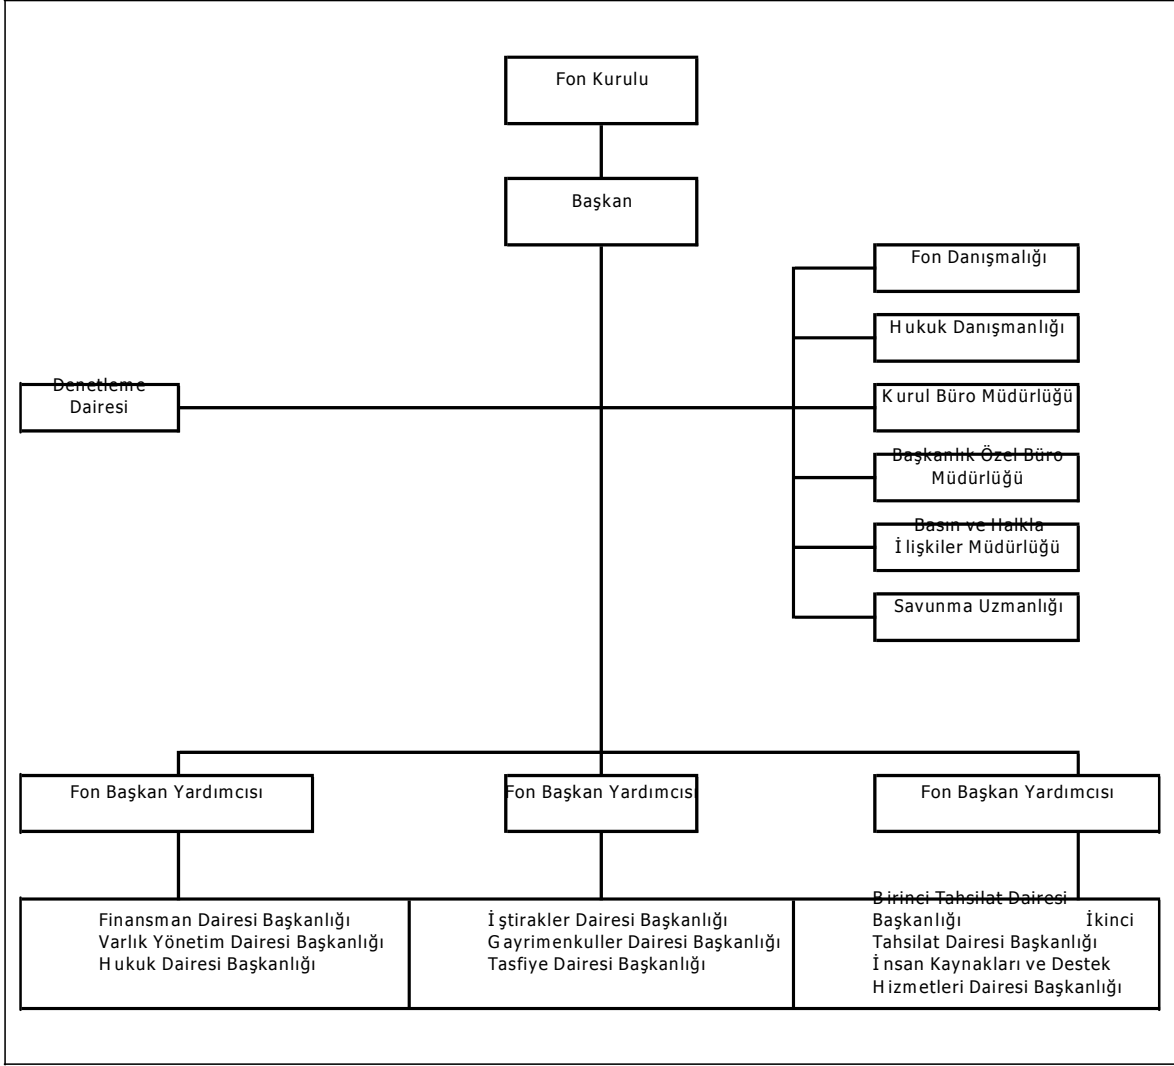 Fon Kurulu
Başkan
Fon Danışmalığı
Hukuk Danışmanlığı
Denetleme
Dairesi
Kurul Büro Müdürlüğü
Başkanlık Özel Büro
Müdürlüğü
Basın ve Halkla
İlişkiler Müdürlüğü
Savunma Uzmanlığı
Fon Başkan Yardımcısı
Fon Başkan Yardımcısı
Fon Başkan Yardımcısı
Finansman Dairesi Başkanlığı
Varlık Yönetim Dairesi Başkanlığı
Hukuk Dairesi Başkanlığı
İştirakler Dairesi Başkanlığı
Gayrimenkuller Dairesi Başkanlığı
Tasfiye Dairesi Başkanlığı
Birinci Tahsilat Dairesi
Başkanlığı İkinci
Tahsilat Dairesi Başkanlığı
İnsan Kaynakları ve Destek
Hizmetleri Dairesi Başkanlığı